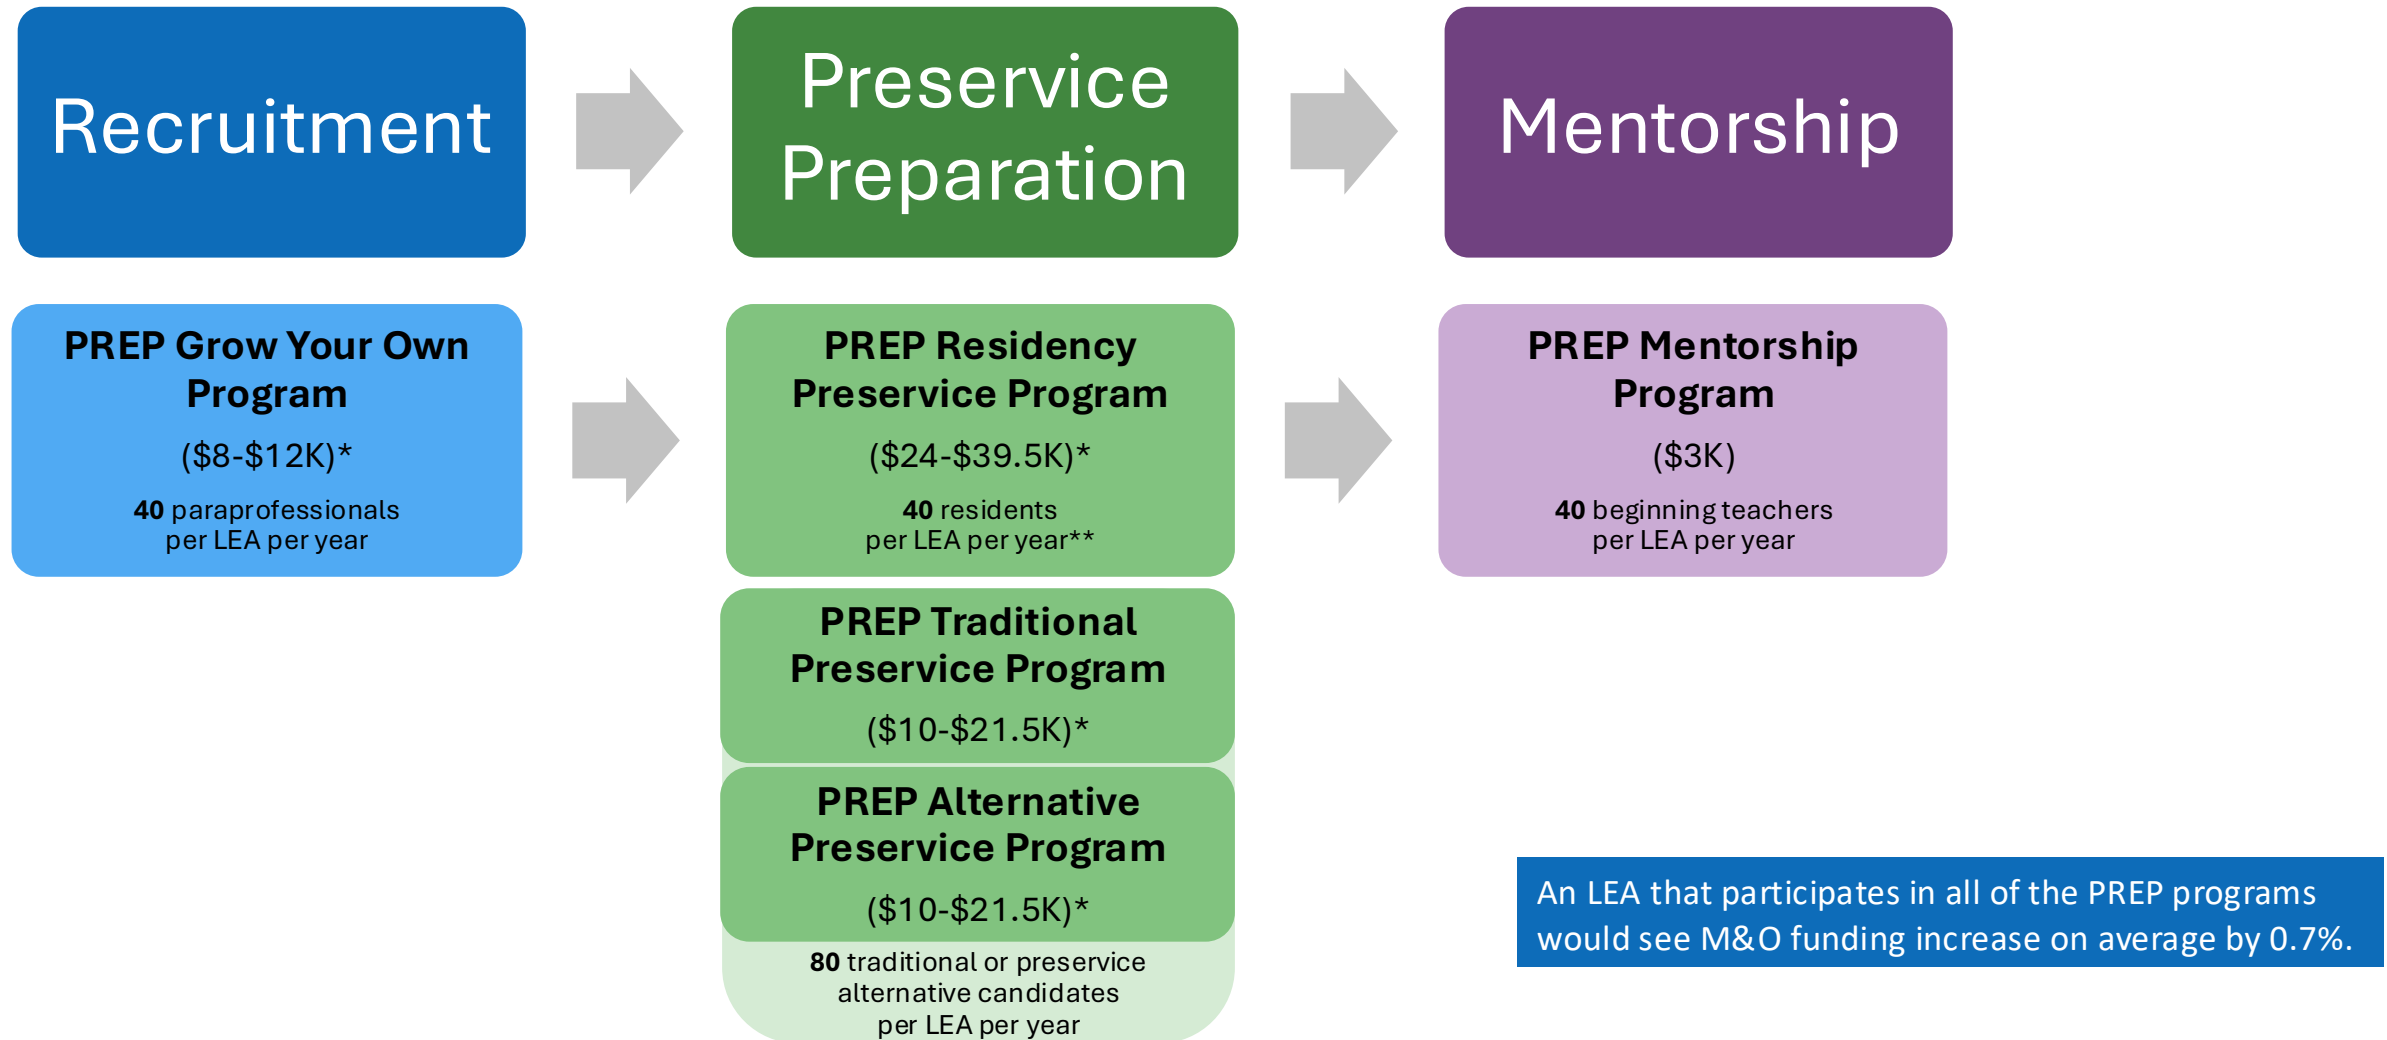 Recruitment
Preservice
Preparation
Mentorship
PREP Grow Your Own
Program
($8-$12K)*
40 paraprofessionals
per LEA per year
PREP Residency
Preservice Program
($24-$39.5K)*
40 residents
per LEA per year**
PREP Mentorship
Program
($3K)
40 beginning teachers
per LEA per year
PREP Traditional
Preservice Program
($10-$21.5K)*
PREP Alternative
Preservice Program
($10-$21.5K)*
80 traditional or preservice
alternative candidates
per LEA per year
An LEA that participates in all of the PREP programs
would see M&O funding increase on average by 0.7%.